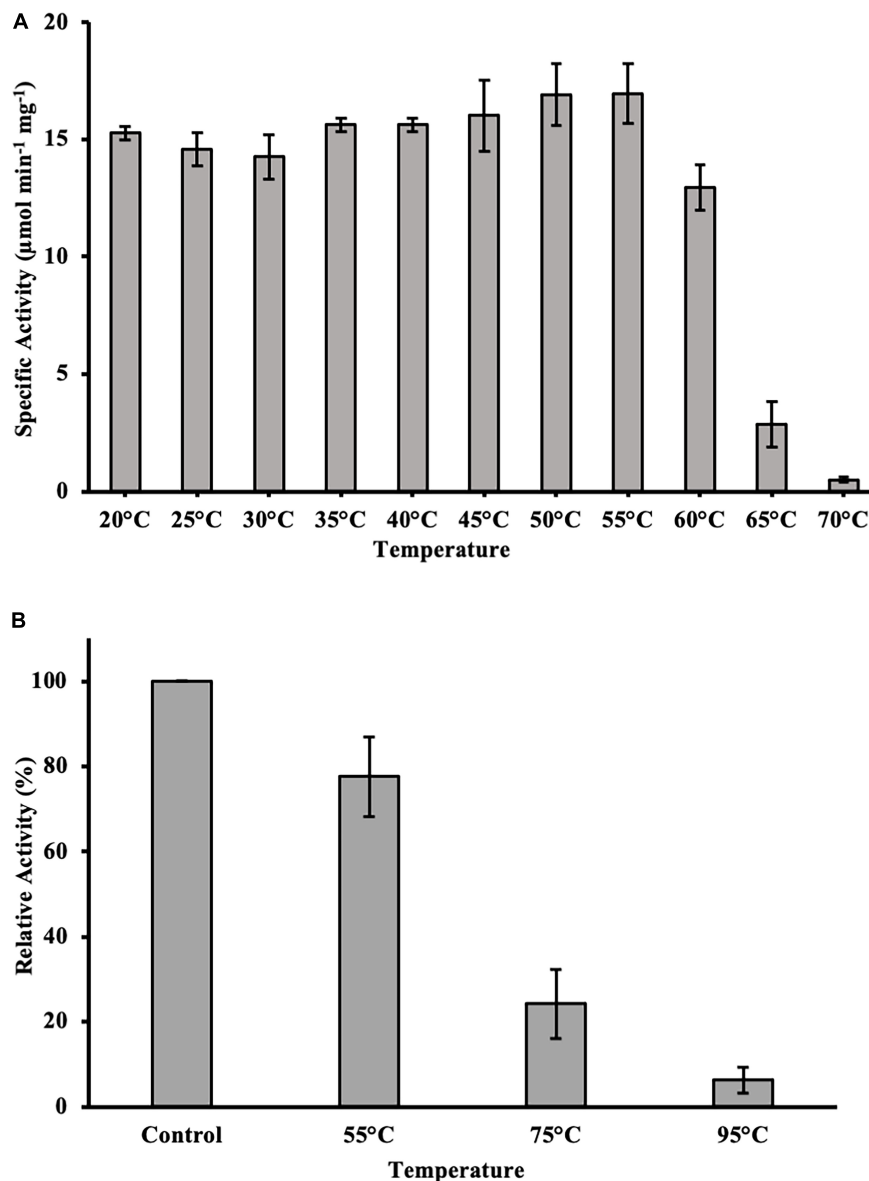 A
Specific Activity (µmol min⁻¹ mg⁻¹)
20
15
10
5
0
20°C 25°C 30°C 35°C 40°C 45°C 50°C 55°C 60°C 65°C 70°C
Temperature
B
Relative Activity (%)
100
80
60
40
20
0
Control 55°C 75°C 95°C
Temperature